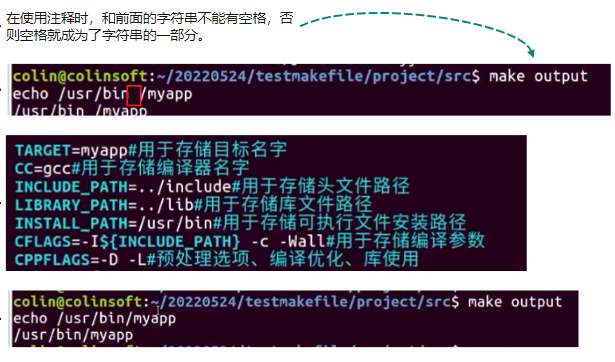 在使用注释时，和前面的字符串不能有空格，否
则空格就成为了字符串的一部分。
colin@colinsoft:~/20220524/testmakefile/project/src$ make output
echo /usr/bin /myapp
/usr/bin /myapp
TARGET=myapp#用于存储目标名字
CC=gcc#用于存储编译器名字
INCLUDE_PATH=../include#用于存储头文件路径
LIBRARY_PATH=../lib#用于存储库文件路径
INSTALL_PATH=/usr/bin#用于存储可执行文件安装路径
CFLAGS=-I${INCLUDE_PATH} -c -Wall#用于存储编译参数
CPPFLAGS=-D -L#预处理选项、编译优化、库使用
colin@colinsoft:~/20220524/testmakefile/project/src$ make output
echo /usr/bin/myapp
/usr/bin/myapp